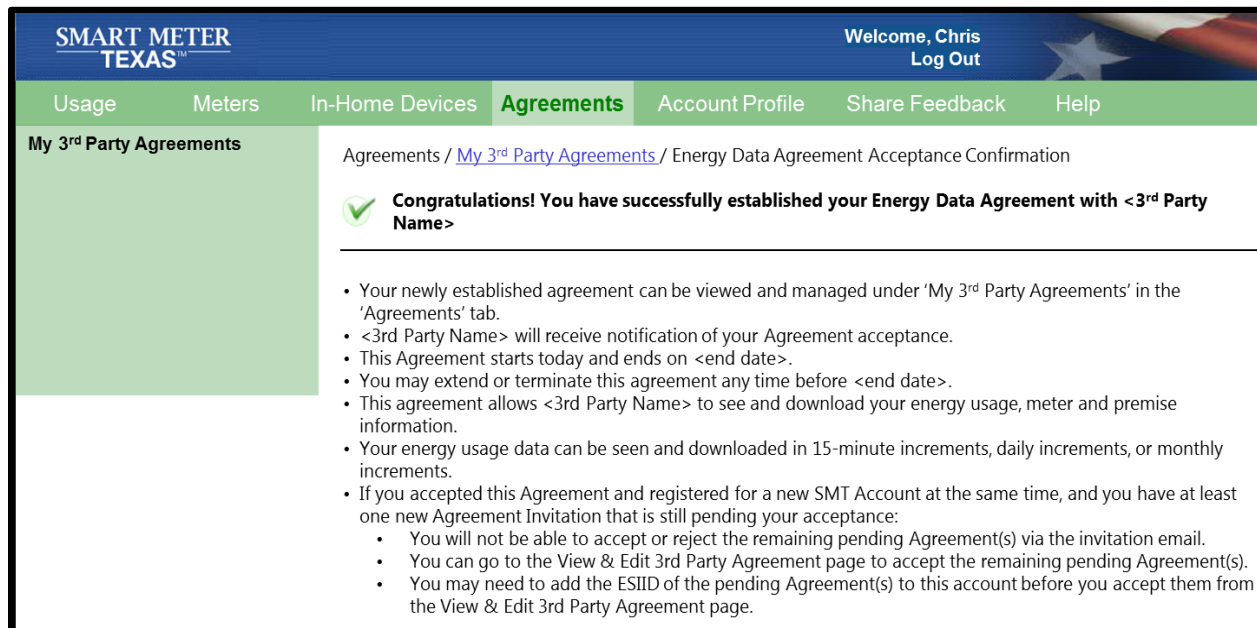 SMART METER
TEXAS™
Welcome, Chris
Log Out
Usage Meters In-Home Devices Agreements Account Profile Share Feedback Help
My 3rd Party Agreements
Agreements / My 3rd Party Agreements / Energy Data Agreement Acceptance Confirmation
Congratulations! You have successfully established your Energy Data Agreement with <3rd Party
Name>
• Your newly established agreement can be viewed and managed under ‘My 3rd Party Agreements’ in the
‘Agreements’ tab.
• <3rd Party Name> will receive notification of your Agreement acceptance.
• This Agreement starts today and ends on <end date>.
• You may extend or terminate this agreement any time before <end date>.
• This agreement allows <3rd Party Name> to see and download your energy usage, meter and premise
information.
• Your energy usage data can be seen and downloaded in 15-minute increments, daily increments, or monthly
increments.
• If you accepted this Agreement and registered for a new SMT Account at the same time, and you have at least
one new Agreement Invitation that is still pending your acceptance:
• You will not be able to accept or reject the remaining pending Agreement(s) via the invitation email.
• You can go to the View & Edit 3rd Party Agreement page to accept the remaining pending Agreement(s).
• You may need to add the ESIID of the pending Agreement(s) to this account before you accept them from
the View & Edit 3rd Party Agreement page.